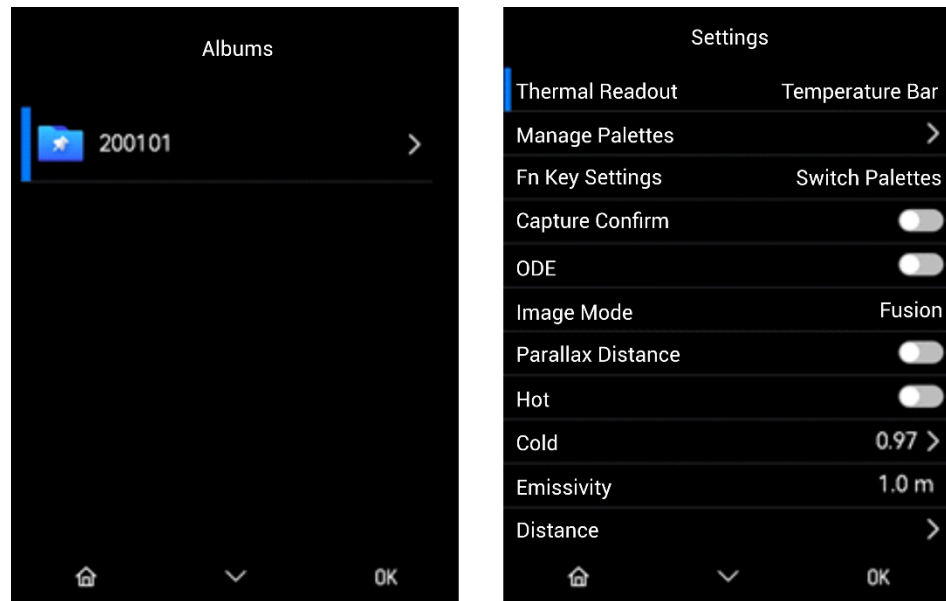 Albums
200101
OK
Settings
Thermal Readout Temperature Bar
Manage Palettes
Fn Key Settings Switch Palettes
Capture Confirm
ODE
Image Mode Fusion
Parallax Distance
Hot
Cold 0.97
Emissivity 1.0 m
Distance
OK